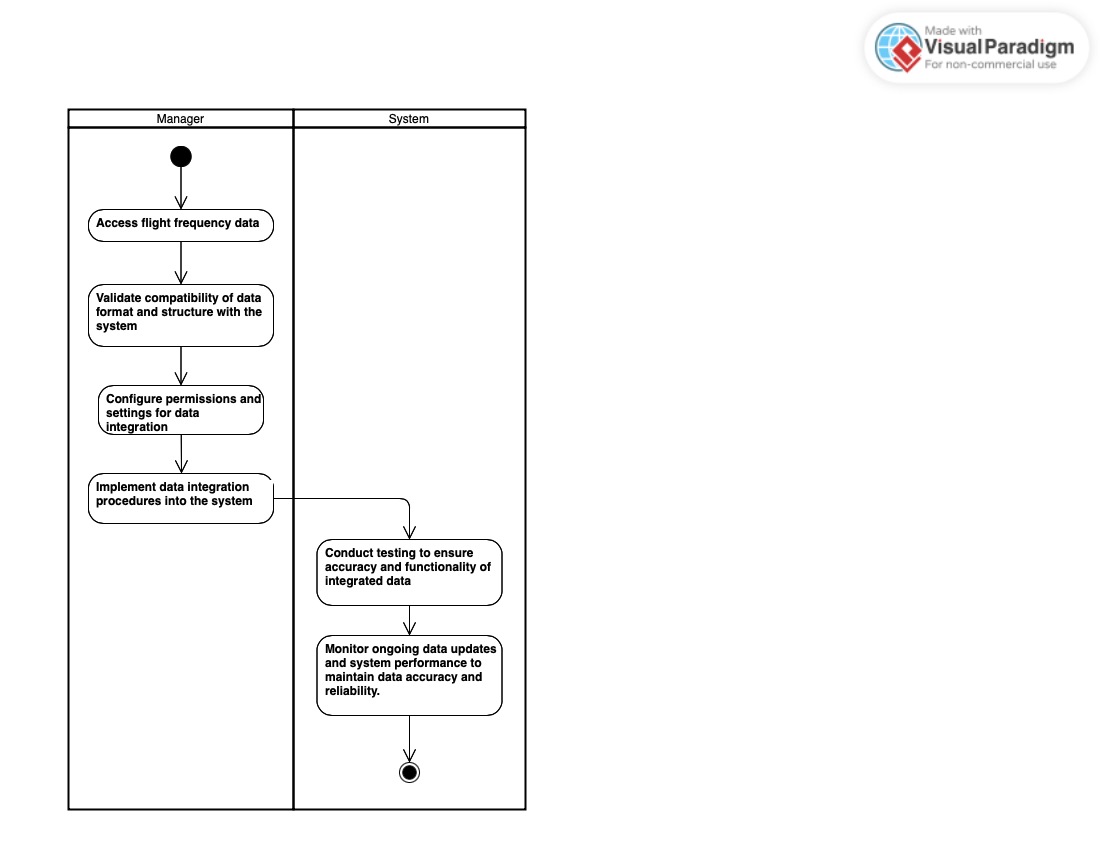 Made with
Visual Paradigm
For non-commercial use
Manager
System
Access flight frequency data
Validate compatibility of data
format and structure with the
system
Configure permissions and
settings for data
integration
Implement data integration
procedures into the system
Conduct testing to ensure
accuracy and functionality of
integrated data
Monitor ongoing data updates
and system performance to
maintain data accuracy and
reliability.